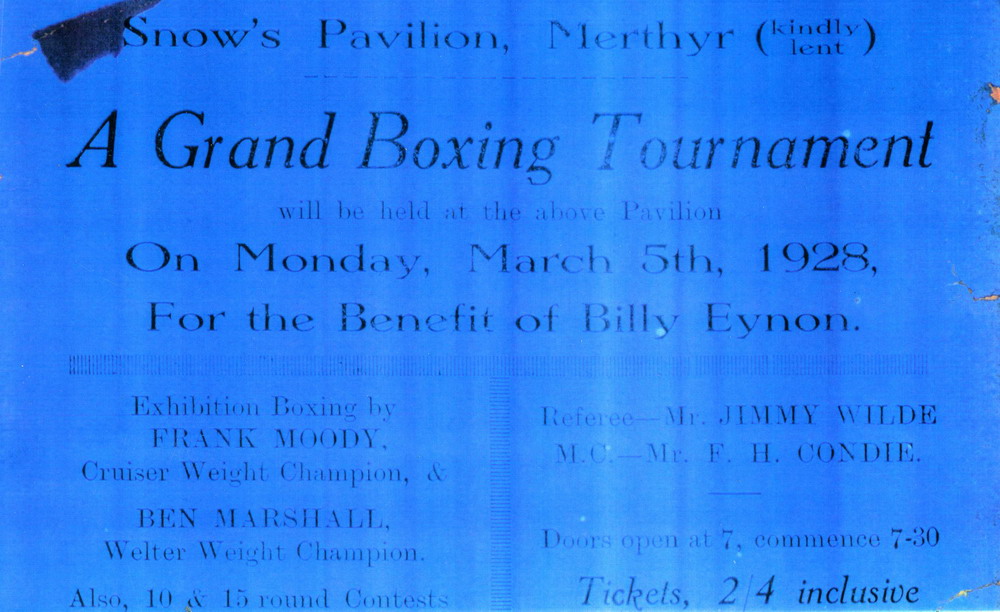 Snow's Pavilion, Merthyr (kindly lent)
A Grand Boxing Tournament
will be held at the above Pavilion
On Monday, March 5th, 1928,
For the Benefit of Billy Eynon.
Exhibition Boxing by
FRANK MOODY,
Cruiser Weight Champion, &
BEN MARSHALL,
Welter Weight Champion.
Also, 10 & 15 round Contests
Referee—Mr. JIMMY WILDE
M.C.—Mr. F. H. CONDIE.
Doors open at 7, commence 7-30
Tickets, 2/4 inclusive